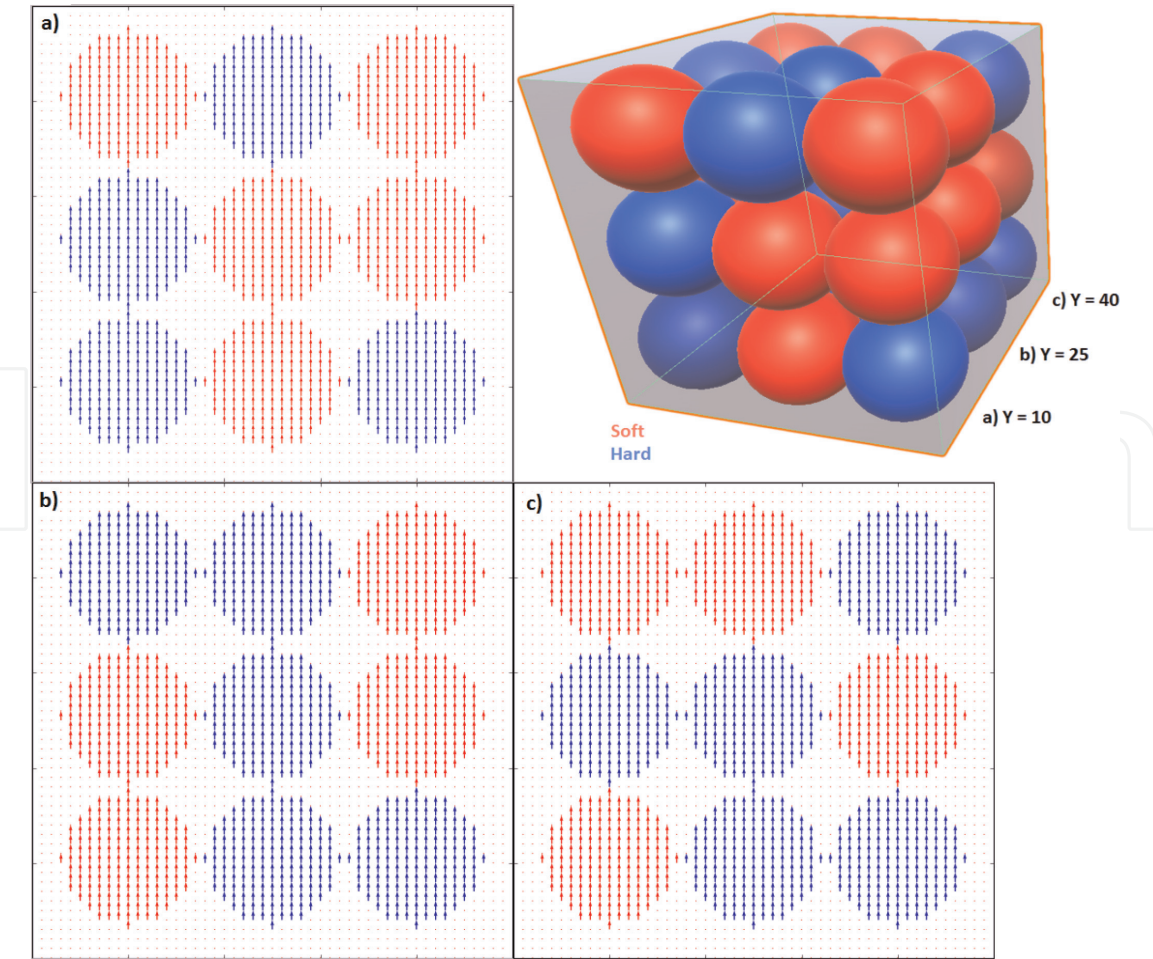 a)
c) Y = 40
b) Y = 25
a) Y = 10
Soft
Hard
b)
c)